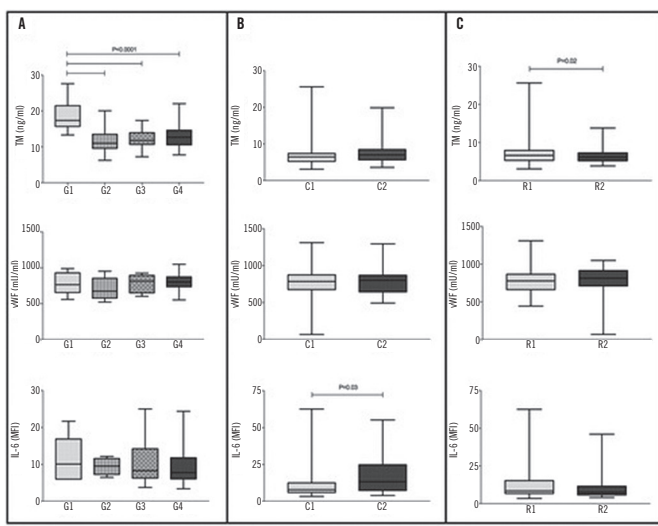 A
P<0.0001
TM (ng/ml)
30
20
10
0
G1 G2 G3 G4
vWF (mU/ml)
1500
1000
500
0
G1 G2 G3 G4
IL-6 (MFI)
30
20
10
0
G1 G2 G3 G4
B
TM (ng/ml)
30
20
10
0
C1 C2
vWF (mU/ml)
1500
1000
500
0
C1 C2
P<0.03
IL-6 (MFI)
75
50
25
0
C1 C2
C
P<0.02
TM (ng/ml)
30
20
10
0
R1 R2
vWF (mU/ml)
1500
1000
500
0
R1 R2
IL-6 (MFI)
75
50
25
0
R1 R2